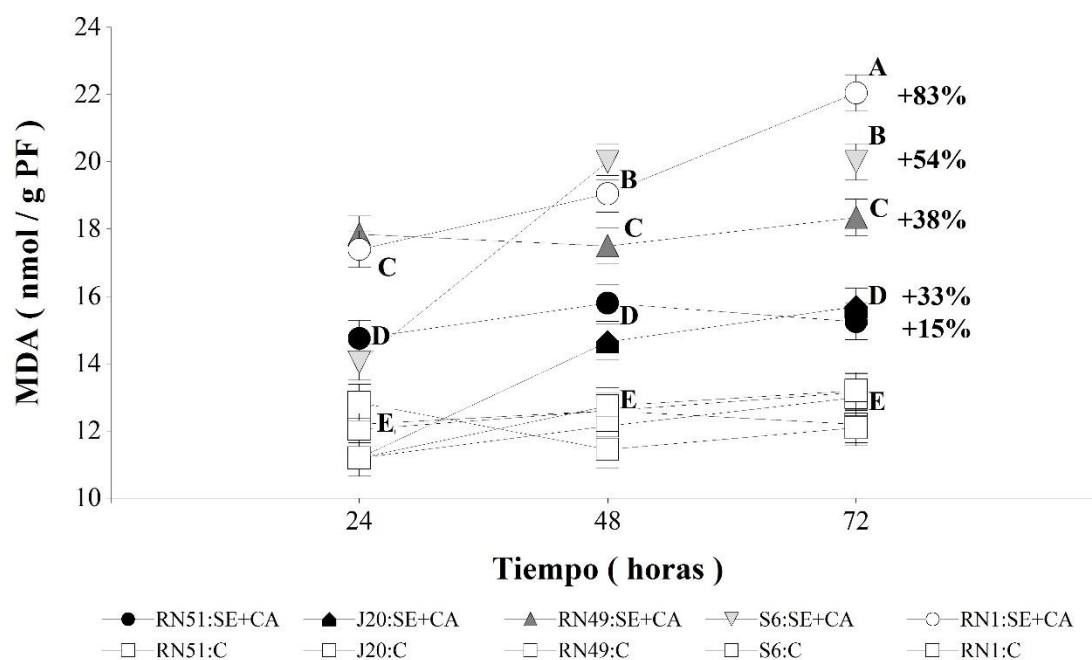 24
22
20
18
16
14
12
10
MDA ( nmol / g PF )
A
+83%
B
+54%
B
C
+38%
C
C
D
+33%
D
D
+15%
E
E
E
24
48
72
Tiempo ( horas )
RN51:SE+CA J20:SE+CA RN49:SE+CA S6:SE+CA RN1:SE+CA
RN51:C J20:C RN49:C S6:C RN1:C